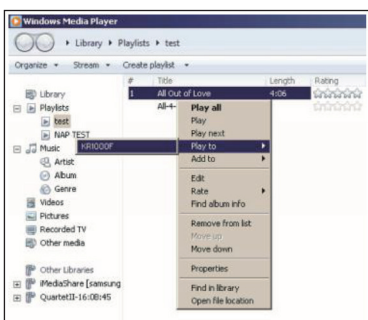 Windows Media Player
Library ▸ Playlists ▸ test
Organize Stream Create playlist
# Title Length Rating
Library
1 All Out of Love 4:06
Playlists
All-4-
test
NAP TEST
Music
KR1000F
Artist
Album
Genre
Videos
Pictures
Recorded TV
Other media
Other Libraries
iMediaShare [samsung
QuartetII-16:08:45
Play all
Play
Play next
Play to
Add to
Edit
Rate
Find album info
Remove from list
Move up
Move down
Properties
Find in library
Open file location